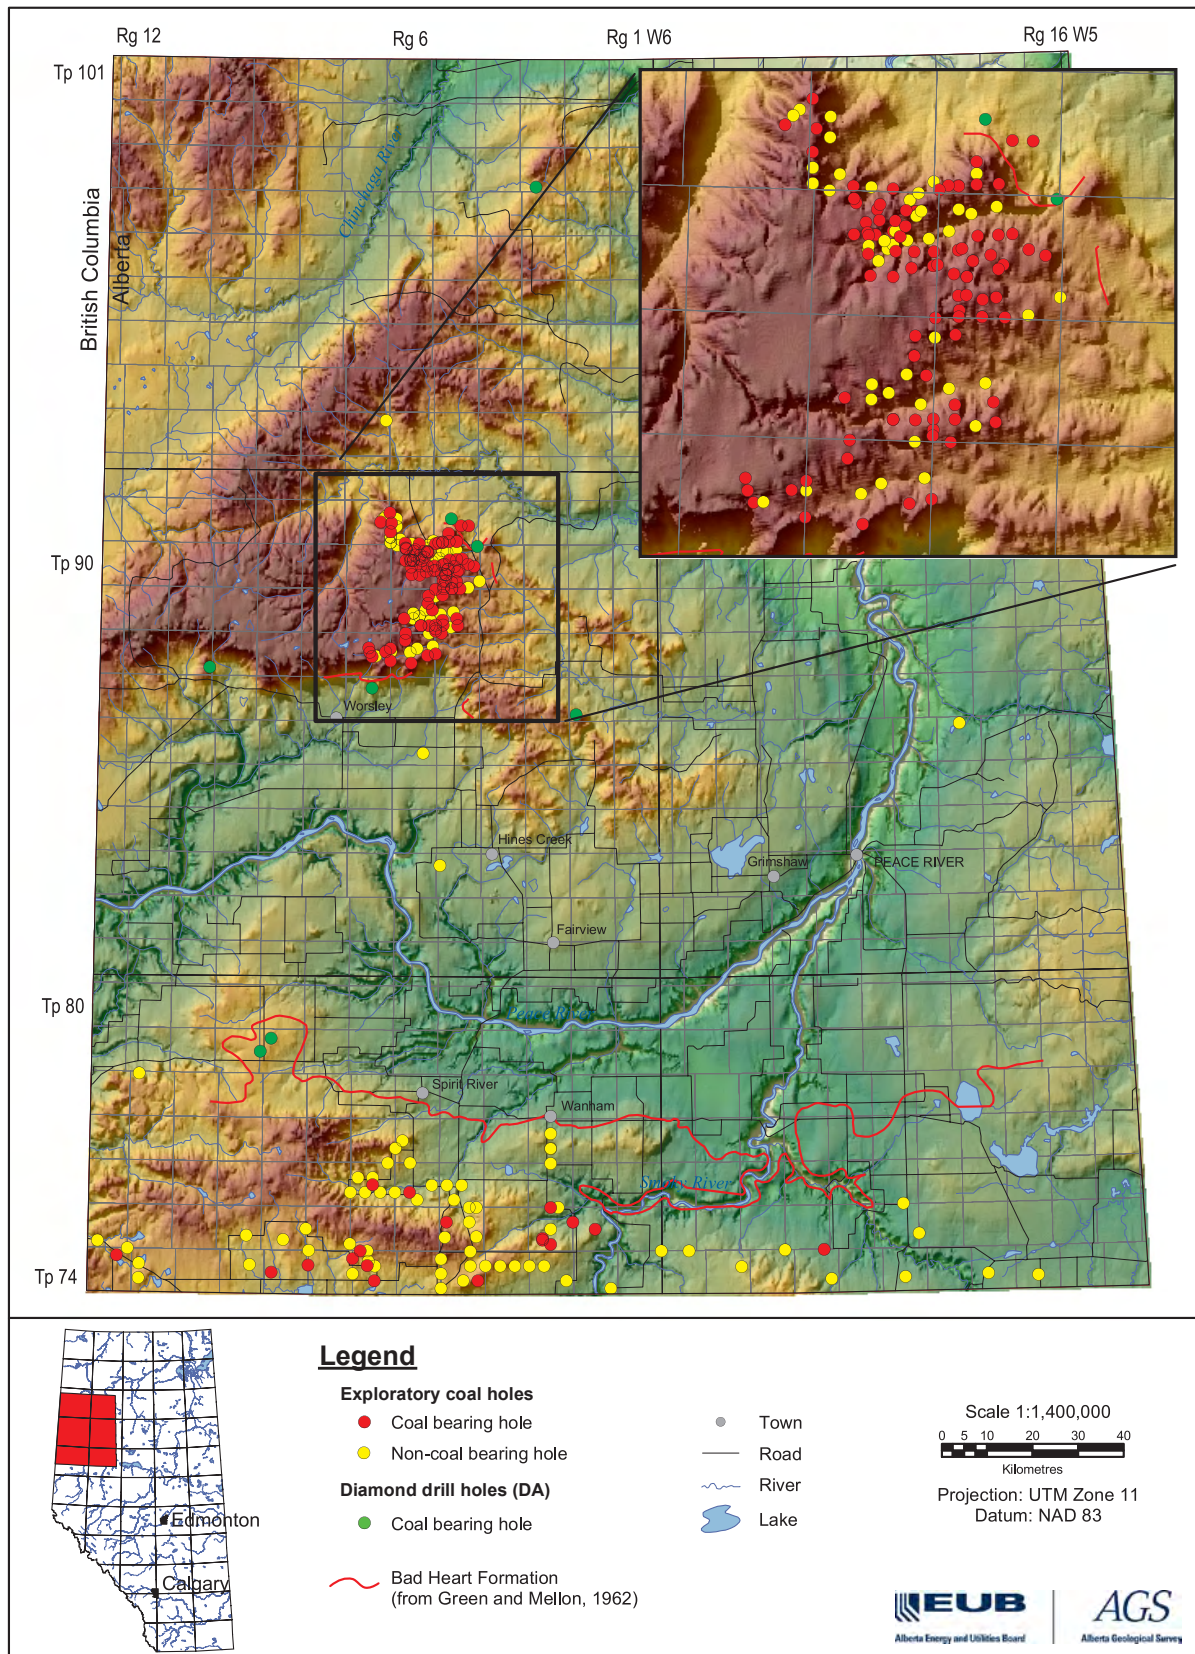 Rg 12
Rg 6
Rg 1 W6
Rg 16 W5
Tp 101
Chinchaga River
British Columbia
Alberta
Tp 90
Worsley
Hines Creek
Grimshaw
PEACE RIVER
Fairview
Tp 80
Peace River
Spirit River
Wanham
Smoky River
Tp 74
Edmonton
Calgary
Legend
Exploratory coal holes
Coal bearing hole
Non-coal bearing hole
Diamond drill holes (DA)
Coal bearing hole
Bad Heart Formation
(from Green and Mellon, 1962)
Town
Road
River
Lake
Scale 1:1,400,000
0 5 10 20 30 40
Kilometres
Projection: UTM Zone 11
Datum: NAD 83
EUB
Alberta Energy and Utilities Board
AGS
Alberta Geological Survey